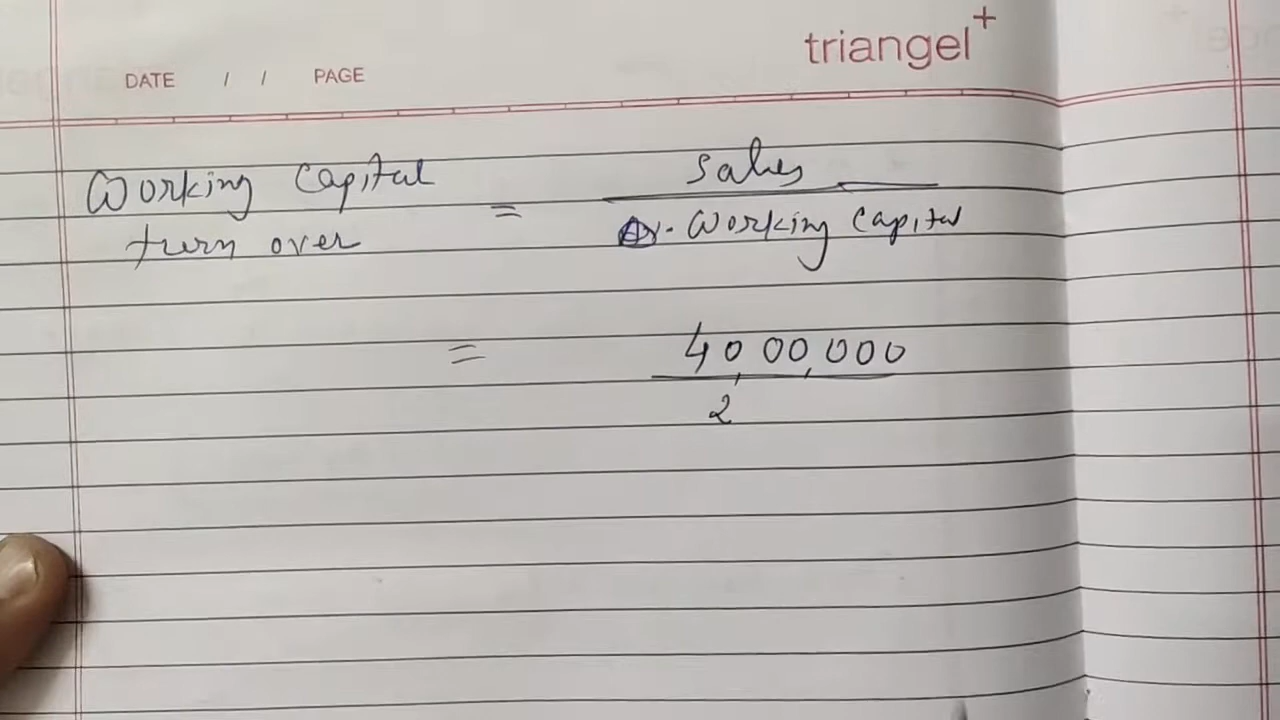 triangel+
DATE / / PAGE
Working Capital turn over = Sales / Av. Working Capital
= 40,00,000 / 2